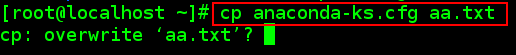 [root@localhost ~]# cp anaconda-ks.cfg aa.txt
cp: overwrite ‘aa.txt’?